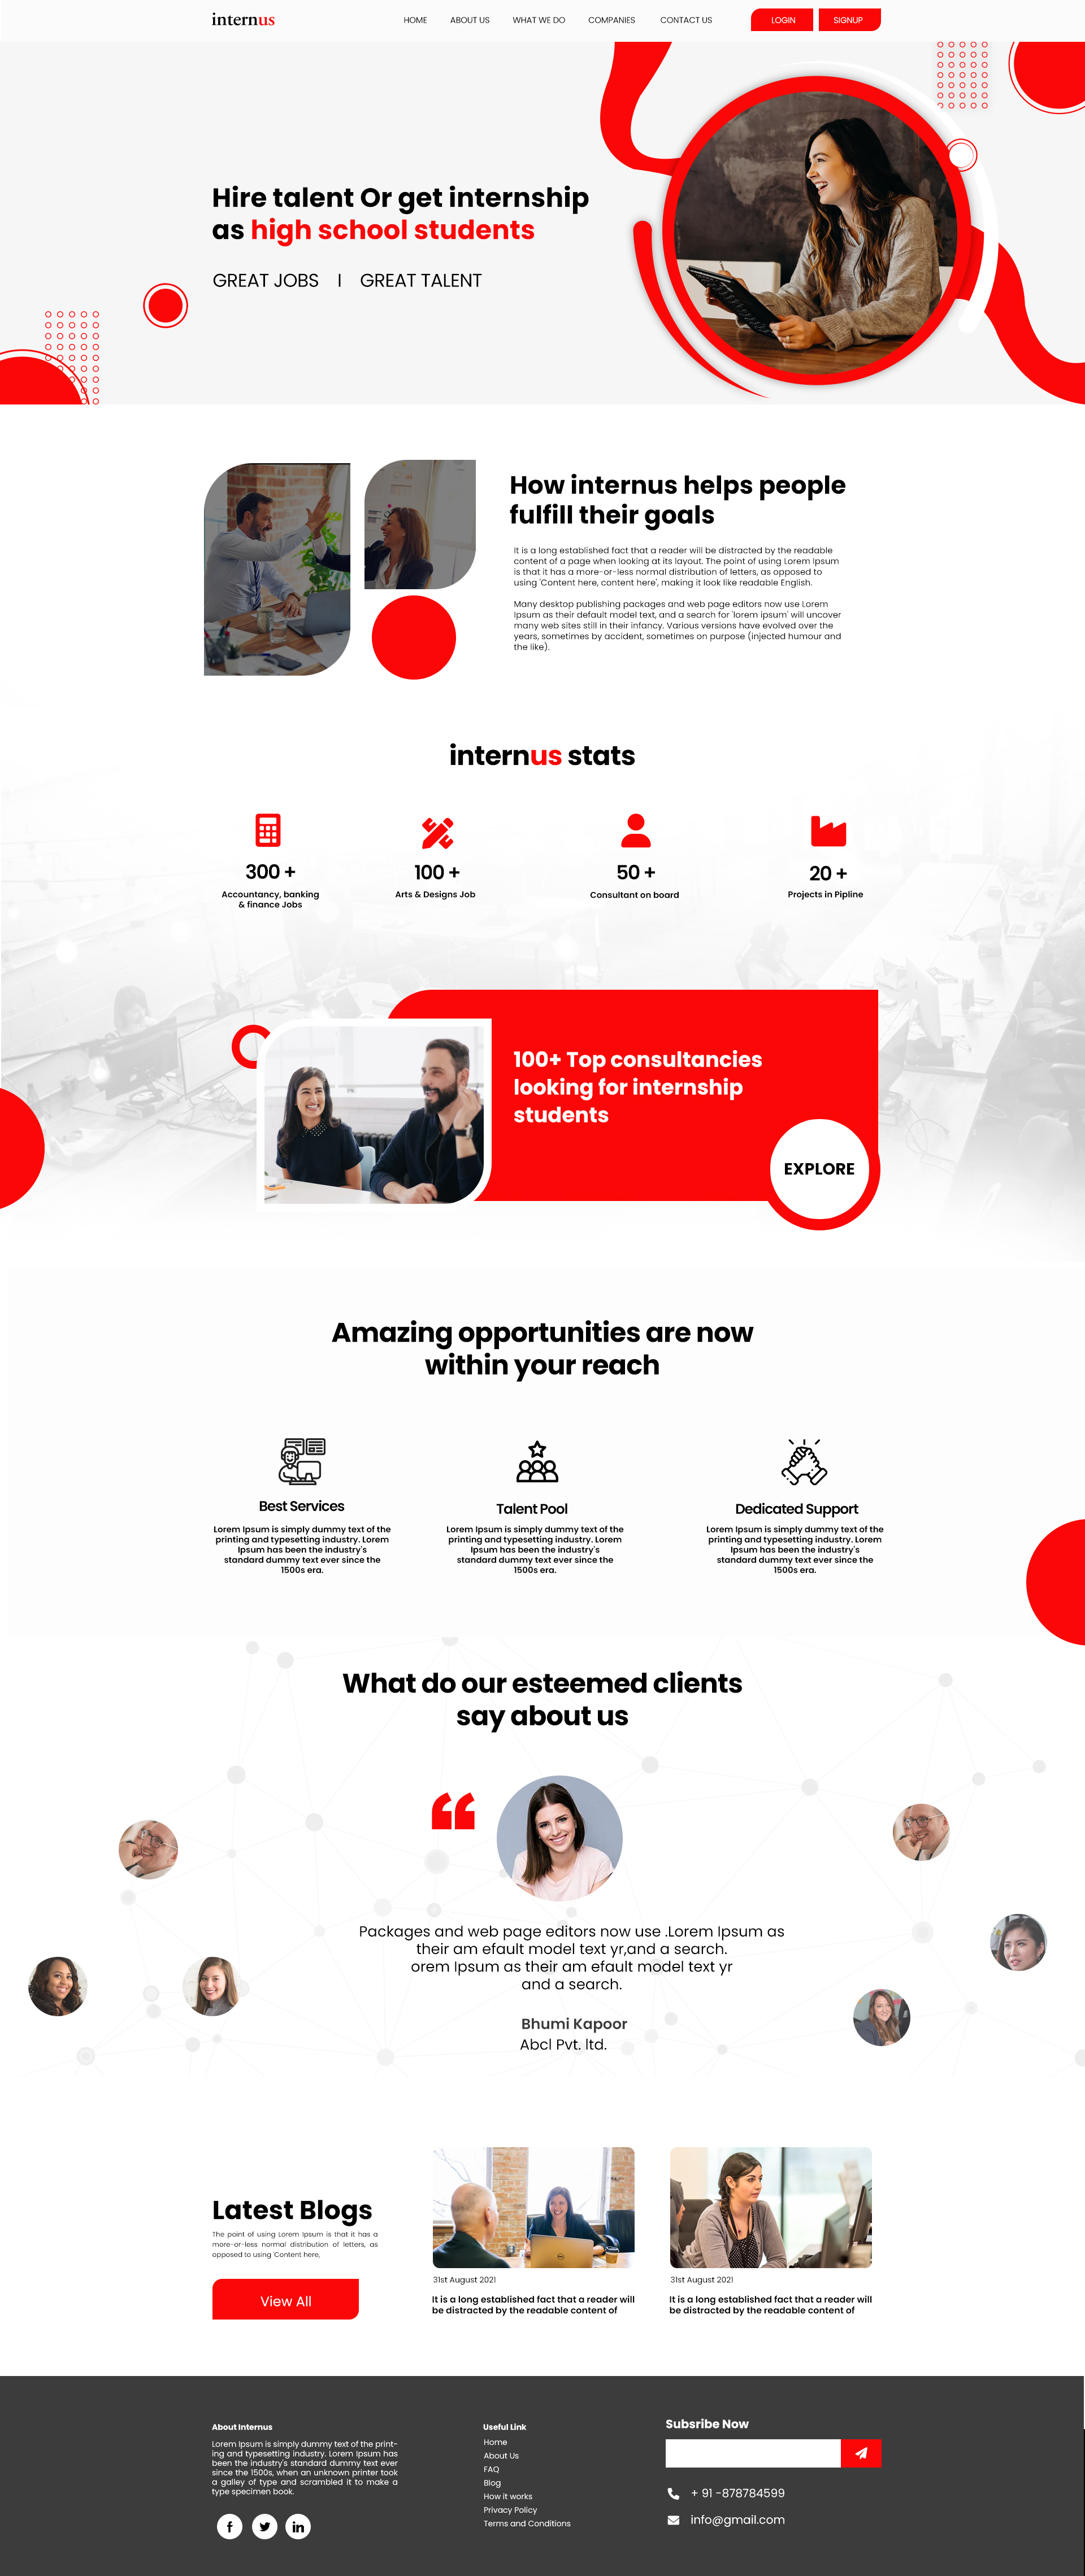 internus
HOME ABOUT US WHAT WE DO COMPANIES CONTACT US LOGIN SIGNUP
Hire talent Or get internship
as high school students
GREAT JOBS I GREAT TALENT
How internus helps people
fulfill their goals
It is a long established fact that a reader will be distracted by the readable
content of a page when looking at its layout. The point of using Lorem Ipsum
is that it has a more-or-less normal distribution of letters, as opposed to
using 'Content here, content here', making it look like readable English.
Many desktop publishing packages and web page editors now use Lorem
Ipsum as their default model text, and a search for 'lorem ipsum' will uncover
many web sites still in their infancy. Various versions have evolved over the
years, sometimes by accident, sometimes on purpose (injected humour and
the like).
internus stats
300 +
Accountancy, banking
& finance Jobs
100 +
Arts & Designs Job
50 +
Consultant on board
20 +
Projects in Pipline
100+ Top consultancies
looking for internship
students
EXPLORE
Amazing opportunities are now
within your reach
Best Services
Lorem Ipsum is simply dummy text of the
printing and typesetting industry. Lorem
Ipsum has been the industry's
standard dummy text ever since the
1500s era.
Talent Pool
Lorem Ipsum is simply dummy text of the
printing and typesetting industry. Lorem
Ipsum has been the industry's
standard dummy text ever since the
1500s era.
Dedicated Support
Lorem Ipsum is simply dummy text of the
printing and typesetting industry. Lorem
Ipsum has been the industry's
standard dummy text ever since the
1500s era.
What do our esteemed clients
say about us
Packages and web page editors now use .Lorem Ipsum as
their am efault model text yr,and a search.
orem Ipsum as their am efault model text yr
and a search.
Bhumi Kapoor
Abcl Pvt. ltd.
Latest Blogs
The point of using Lorem Ipsum is that it has a
more-or-less normal distribution of letters, as
opposed to using 'Content here,
View All
31st August 2021
It is a long established fact that a reader will
be distracted by the readable content of
31st August 2021
It is a long established fact that a reader will
be distracted by the readable content of
About Internus
Lorem Ipsum is simply dummy text of the print-
ing and typesetting industry. Lorem Ipsum has
been the industry's standard dummy text ever
since the 1500s, when an unknown printer took
a galley of type and scrambled it to make a
type specimen book.
Useful Link
Home
About Us
FAQ
Blog
How it works
Privacy Policy
Terms and Conditions
Subsribe Now
+ 91 -878784599
info@gmail.com